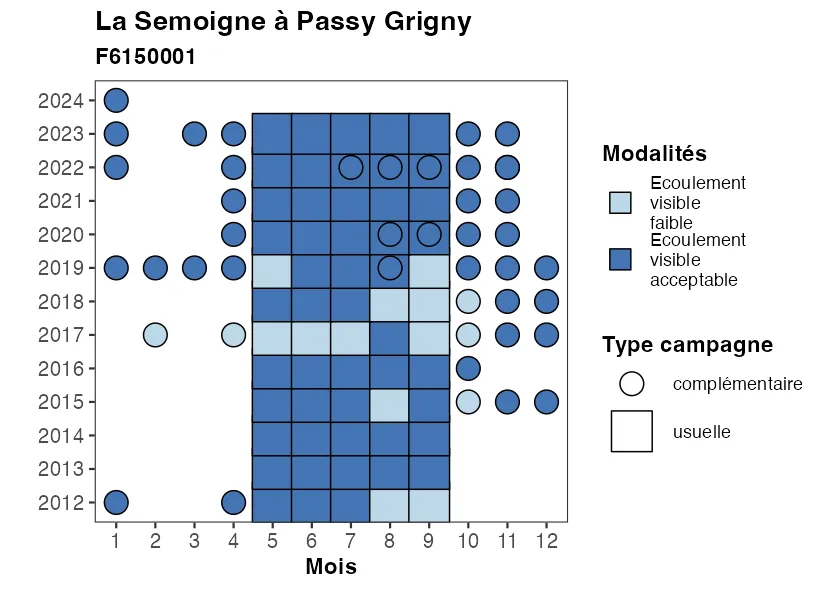 La Semoigne à Passy Grigny
F6150001
2024
2023
2022
2021
2020
2019
2018
2017
2016
2015
2014
2013
2012
1 2 3 4 5 6 7 8 9 10 11 12
Mois
Modalités
Ecoulement
visible
faible
Ecoulement
visible
acceptable
Type campagne
complémentaire
usuelle